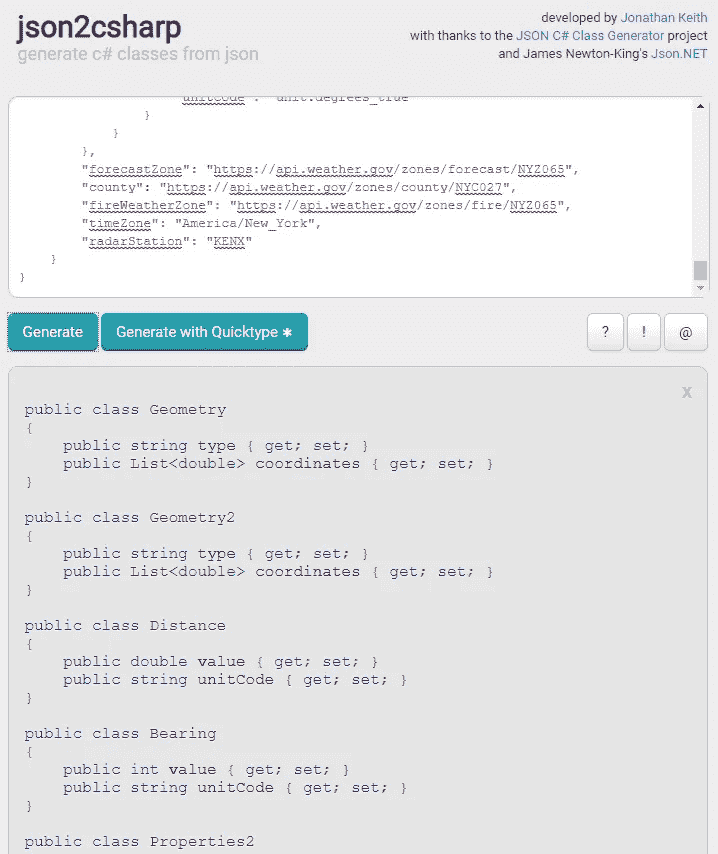 json2csharp
generate c# classes from json
developed by Jonathan Keith
with thanks to the JSON C# Class Generator project
and James Newton-King's Json.NET
"unitCode": "unit:degrees_true"
}
}
},
"forecastZone": "https://api.weather.gov/zones/forecast/NYZ065",
"county": "https://api.weather.gov/zones/county/NYC027",
"fireWeatherZone": "https://api.weather.gov/zones/fire/NYZ065",
"timeZone": "America/New_York",
"radarStation": "KENX"
}
}
Generate
Generate with Quicktype *
?
!
@
x
public class Geometry
{
public string type { get; set; }
public List<double> coordinates { get; set; }
}
public class Geometry2
{
public string type { get; set; }
public List<double> coordinates { get; set; }
}
public class Distance
{
public double value { get; set; }
public string unitCode { get; set; }
}
public class Bearing
{
public int value { get; set; }
public string unitCode { get; set; }
}
public class Properties2